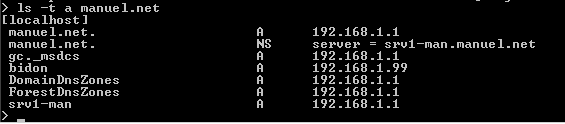 > ls -t a manuel.net
[localhost]
manuel.net. A 192.168.1.1
manuel.net. NS server = srv1-man.manuel.net
gc._msdcs A 192.168.1.1
bidon A 192.168.1.99
DomainDnsZones A 192.168.1.1
ForestDnsZones A 192.168.1.1
srv1-man A 192.168.1.1
> _